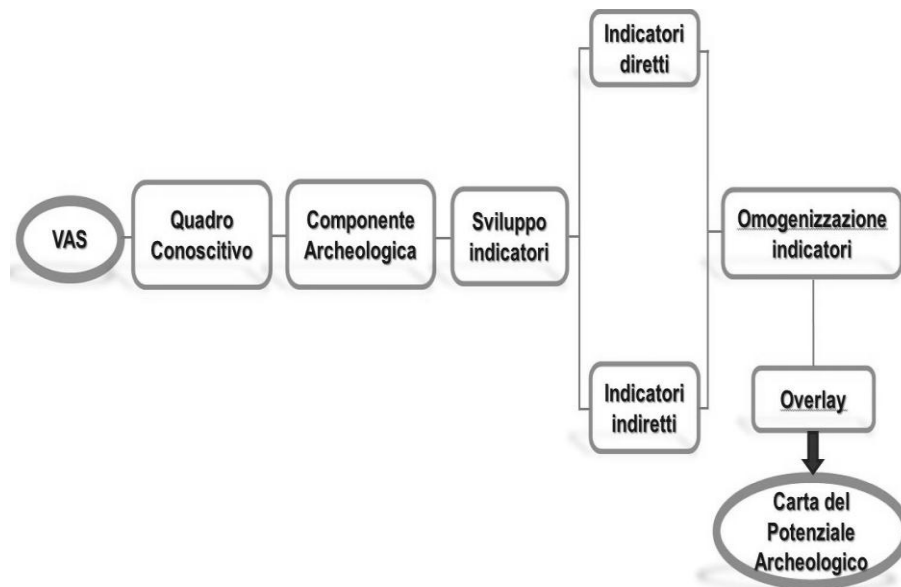 Indicatori
diretti
VAS
Quadro
Conoscitivo
Componente
Archeologica
Sviluppo
indicatori
Omogenizzazione
indicatori
Indicatori
indiretti
Overlay
Carta del
Potenziale
Archeologico